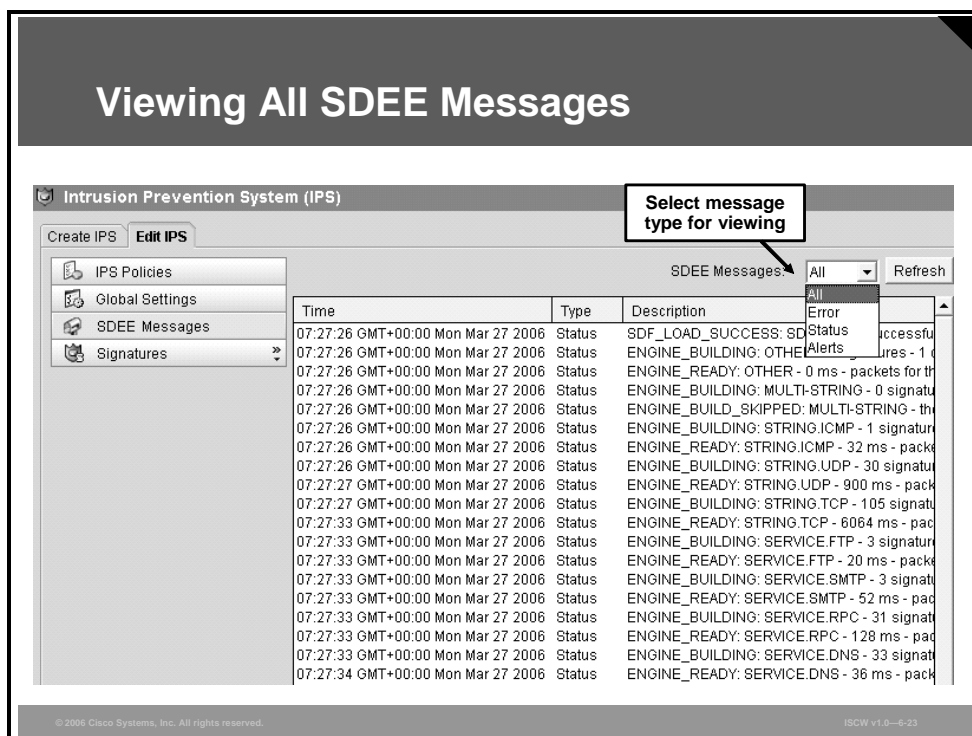 Viewing All SDEE Messages
Intrusion Prevention System (IPS)
Select message
type for viewing
Create IPS Edit IPS
IPS Policies
Global Settings
SDEE Messages
Signatures »
SDEE Messages: All Refresh
All
Error
Status
Alerts
Time Type Description
07:27:26 GMT+00:00 Mon Mar 27 2006 Status SDF_LOAD_SUCCESS:
07:27:26 GMT+00:00 Mon Mar 27 2006 Status ENGINE_BUILDING: - 1
07:27:26 GMT+00:00 Mon Mar 27 2006 Status ENGINE_READY: OTHER - 0 ms - packets for
07:27:26 GMT+00:00 Mon Mar 27 2006 Status ENGINE_BUILDING: MULTI-STRING - 0
07:27:26 GMT+00:00 Mon Mar 27 2006 Status ENGINE_BUILD_SKIPPED: MULTI-STRING -
07:27:26 GMT+00:00 Mon Mar 27 2006 Status ENGINE_BUILDING: STRING.ICMP - 1
07:27:26 GMT+00:00 Mon Mar 27 2006 Status ENGINE_READY: STRING.ICMP - 32 ms -
07:27:26 GMT+00:00 Mon Mar 27 2006 Status ENGINE_BUILDING: STRING.UDP - 30
07:27:27 GMT+00:00 Mon Mar 27 2006 Status ENGINE_READY: STRING.UDP - 900 ms - pack
07:27:27 GMT+00:00 Mon Mar 27 2006 Status ENGINE_BUILDING: STRING.TCP - 105
07:27:33 GMT+00:00 Mon Mar 27 2006 Status ENGINE_READY: STRING.TCP - 6064 ms - pac
07:27:33 GMT+00:00 Mon Mar 27 2006 Status ENGINE_BUILDING: SERVICE.FTP - 3
07:27:33 GMT+00:00 Mon Mar 27 2006 Status ENGINE_READY: SERVICE.FTP - 20 ms -
07:27:33 GMT+00:00 Mon Mar 27 2006 Status ENGINE_BUILDING: SERVICE.SMTP - 3
07:27:33 GMT+00:00 Mon Mar 27 2006 Status ENGINE_READY: SERVICE.SMTP - 52 ms - pac
07:27:33 GMT+00:00 Mon Mar 27 2006 Status ENGINE_BUILDING: SERVICE.RPC - 31
07:27:33 GMT+00:00 Mon Mar 27 2006 Status ENGINE_READY: SERVICE.RPC - 128 ms - pac
07:27:33 GMT+00:00 Mon Mar 27 2006 Status ENGINE_BUILDING: SERVICE.DNS - 33
07:27:34 GMT+00:00 Mon Mar 27 2006 Status ENGINE_READY: SERVICE.DNS - 36 ms - pack
© 2006 Cisco Systems, Inc. All rights reserved. ISCW v1.0—6-23